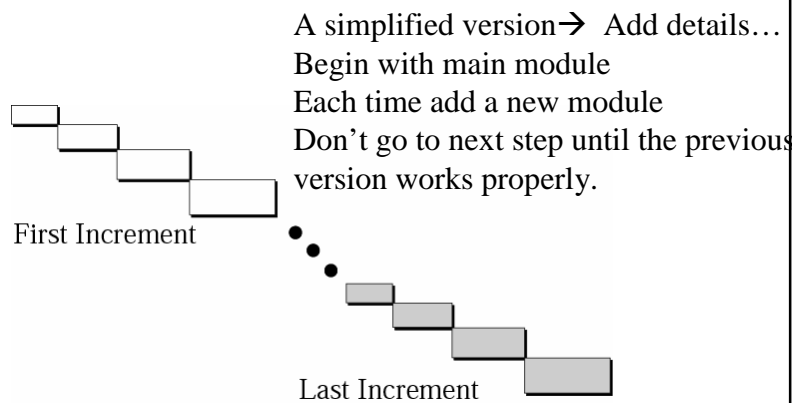 A simplified version→ Add details…
Begin with main module
Each time add a new module
Don’t go to next step until the previous
version works properly.
First Increment
Last Increment